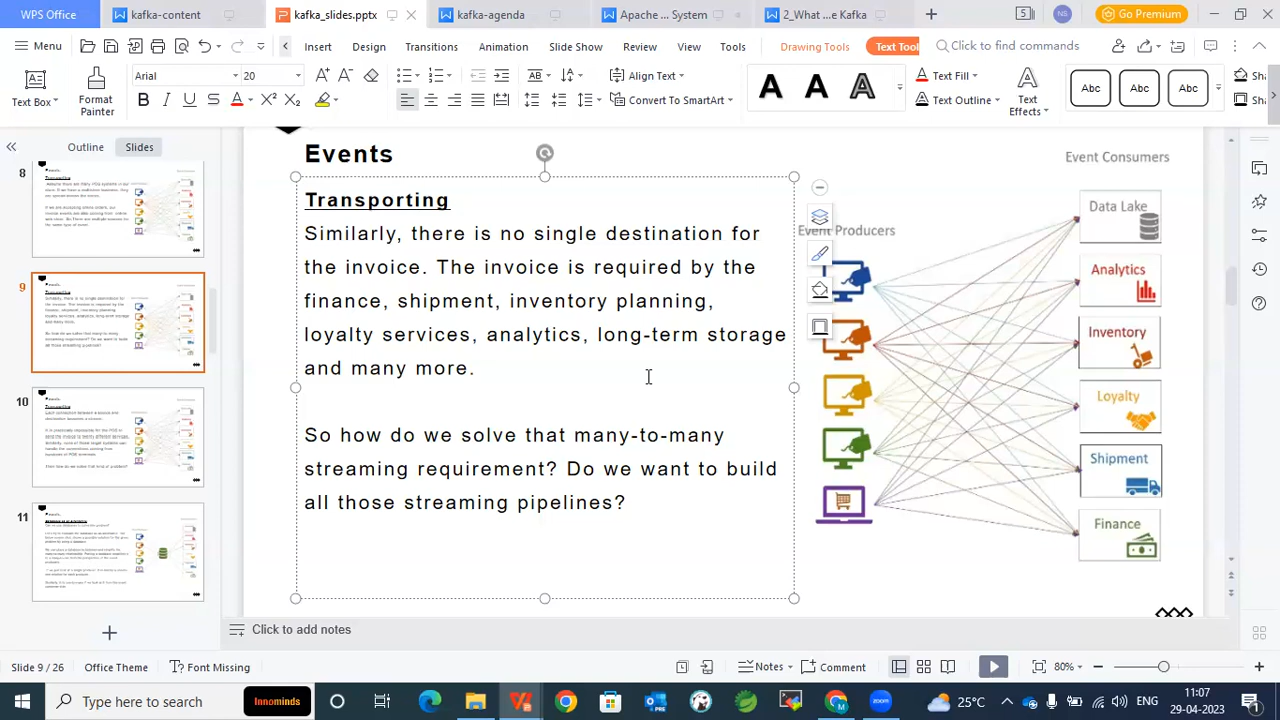 WPS Office
kafka-content
kafka_slides.pptx
kafka-agenda
Apache ... System
2_What ...e Kafka
NS
Go Premium
Menu
Insert
Design
Transitions
Animation
Slide Show
Review
View
Tools
Drawing Tools
Text Tool
Click to find commands
Text Box
Format
Painter
Arial
20
Align Text
Convert To SmartArt
Text Fill
Text Outline
Text
Effects
Abc
Abc
Abc
Sha
Sha
Outline
Slides
8
9
10
11
Events
Transporting
Similarly, there is no single destination for
the invoice. The invoice is required by the
finance, shipment, inventory planning,
loyalty services, analytics, long-term storage
and many more.
So how do we solve that many-to-many
streaming requirement? Do we want to build
all those streaming pipelines?
Event Producers
Event Consumers
Data Lake
Analytics
Inventory
Loyalty
Shipment
Finance
Click to add notes
Slide 9 / 26
Office Theme
Font Missing
Notes
Comment
80%
Type here to search
Innominds
25°C
ENG
11:07
29-04-2023